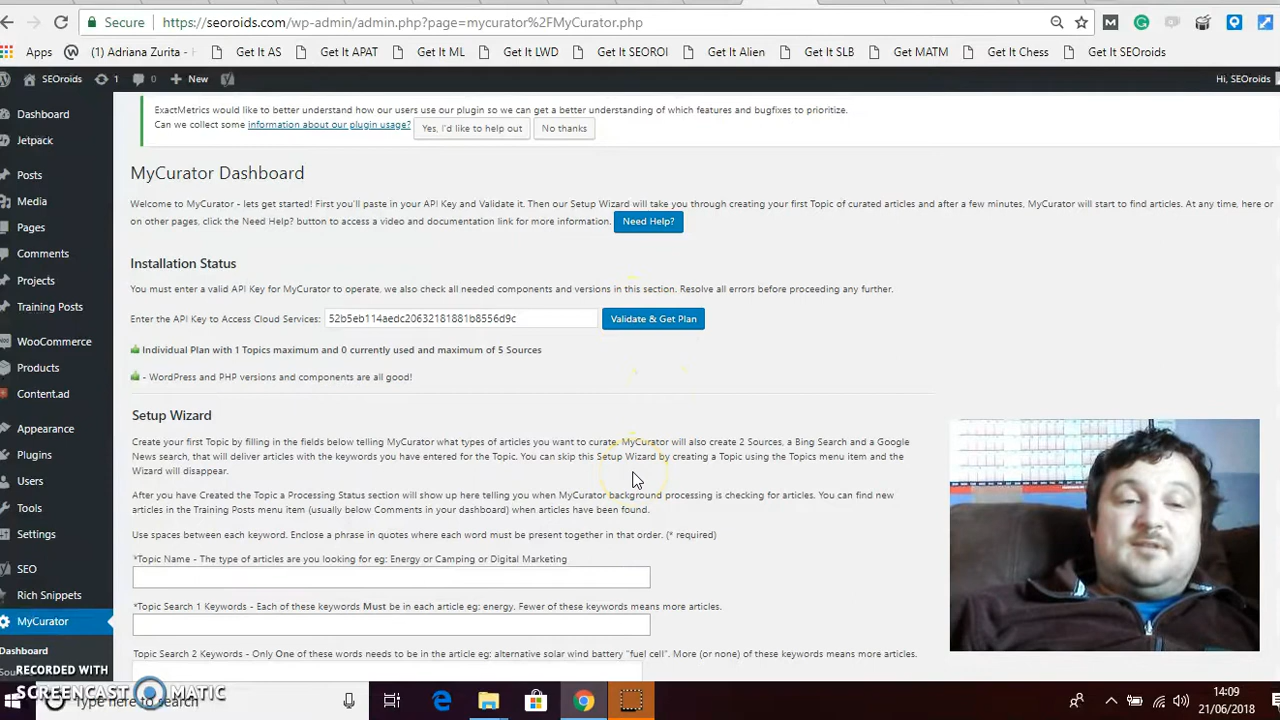 Secure https://seoroids.com/wp-admin/admin.php?page=mycurator%2FMyCurator.php
Apps (1) Adriana Zurita Get It AS Get It APAT Get It ML Get It LWD Get It SEOROI Get It Alien Get It SLB Get MATM Get It Chess Get It SEOroids
SEOroids 1 0 + New Hi, SEOroids
ExactMetrics would like to better understand how our users use our plugin so we can get a better understanding of which features and bugfixes to prioritize.
Can we collect some information about our plugin usage? Yes, I'd like to help out No thanks
Dashboard
Jetpack
Posts
Media
Pages
Comments
Projects
Training Posts
WooCommerce
Products
Content.ad
Appearance
Plugins
Users
Tools
Settings
SEO
Rich Snippets
MyCurator
Dashboard
MyCurator Dashboard
Welcome to MyCurator - lets get started! First you'll paste in your API Key and Validate it. Then our Setup Wizard will take you through creating your first Topic of curated articles and after a few minutes, MyCurator will start to find articles. At any time, here or
on other pages, click the Need Help? button to access a video and documentation link for more information. Need Help?
Installation Status
You must enter a valid API Key for MyCurator to operate, we also check all needed components and versions in this section. Resolve all errors before proceeding any further.
Enter the API Key to Access Cloud Services: 52b5eb114aedc20632181881b8556d9c Validate & Get Plan
Individual Plan with 1 Topics maximum and 0 currently used and maximum of 5 Sources
- WordPress and PHP versions and components are all good!
Setup Wizard
Create your first Topic by filling in the fields below telling MyCurator what types of articles you want to curate. MyCurator will also create 2 Sources, a Bing Search and a Google
News search, that will deliver articles with the keywords you have entered for the Topic. You can skip this Setup Wizard by creating a Topic using the Topics menu item and the
Wizard will disappear.
After you have Created the Topic a Processing Status section will show up here telling you when MyCurator background processing is checking for articles. You can find new
articles in the Training Posts menu item (usually below Comments in your dashboard) when articles have been found.
Use spaces between each keyword. Enclose a phrase in quotes where each word must be present together in that order. (* required)
*Topic Name - The type of articles are you looking for eg: Energy or Camping or Digital Marketing
*Topic Search 1 Keywords - Each of these keywords Must be in each article eg: energy. Fewer of these keywords means more articles.
Topic Search 2 Keywords - Only One of these words needs to be in the article eg: alternative solar wind battery "fuel cell". More (or none) of these keywords means more articles.
RECORDED WITH
SCREENCAST MATIC
Type here to search
14:09
21/06/2018